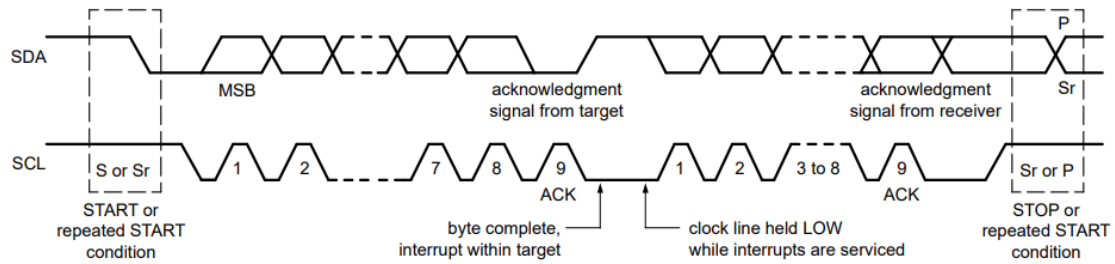 P
SDA
MSB
acknowledgment
signal from target
acknowledgment
signal from receiver
Sr
SCL
S or Sr
1
2
7
8
9
1
2
3 to 8
9
Sr or P
ACK
ACK
START or
repeated START
condition
byte complete,
interrupt within target
clock line held LOW
while interrupts are serviced
STOP or
repeated START
condition